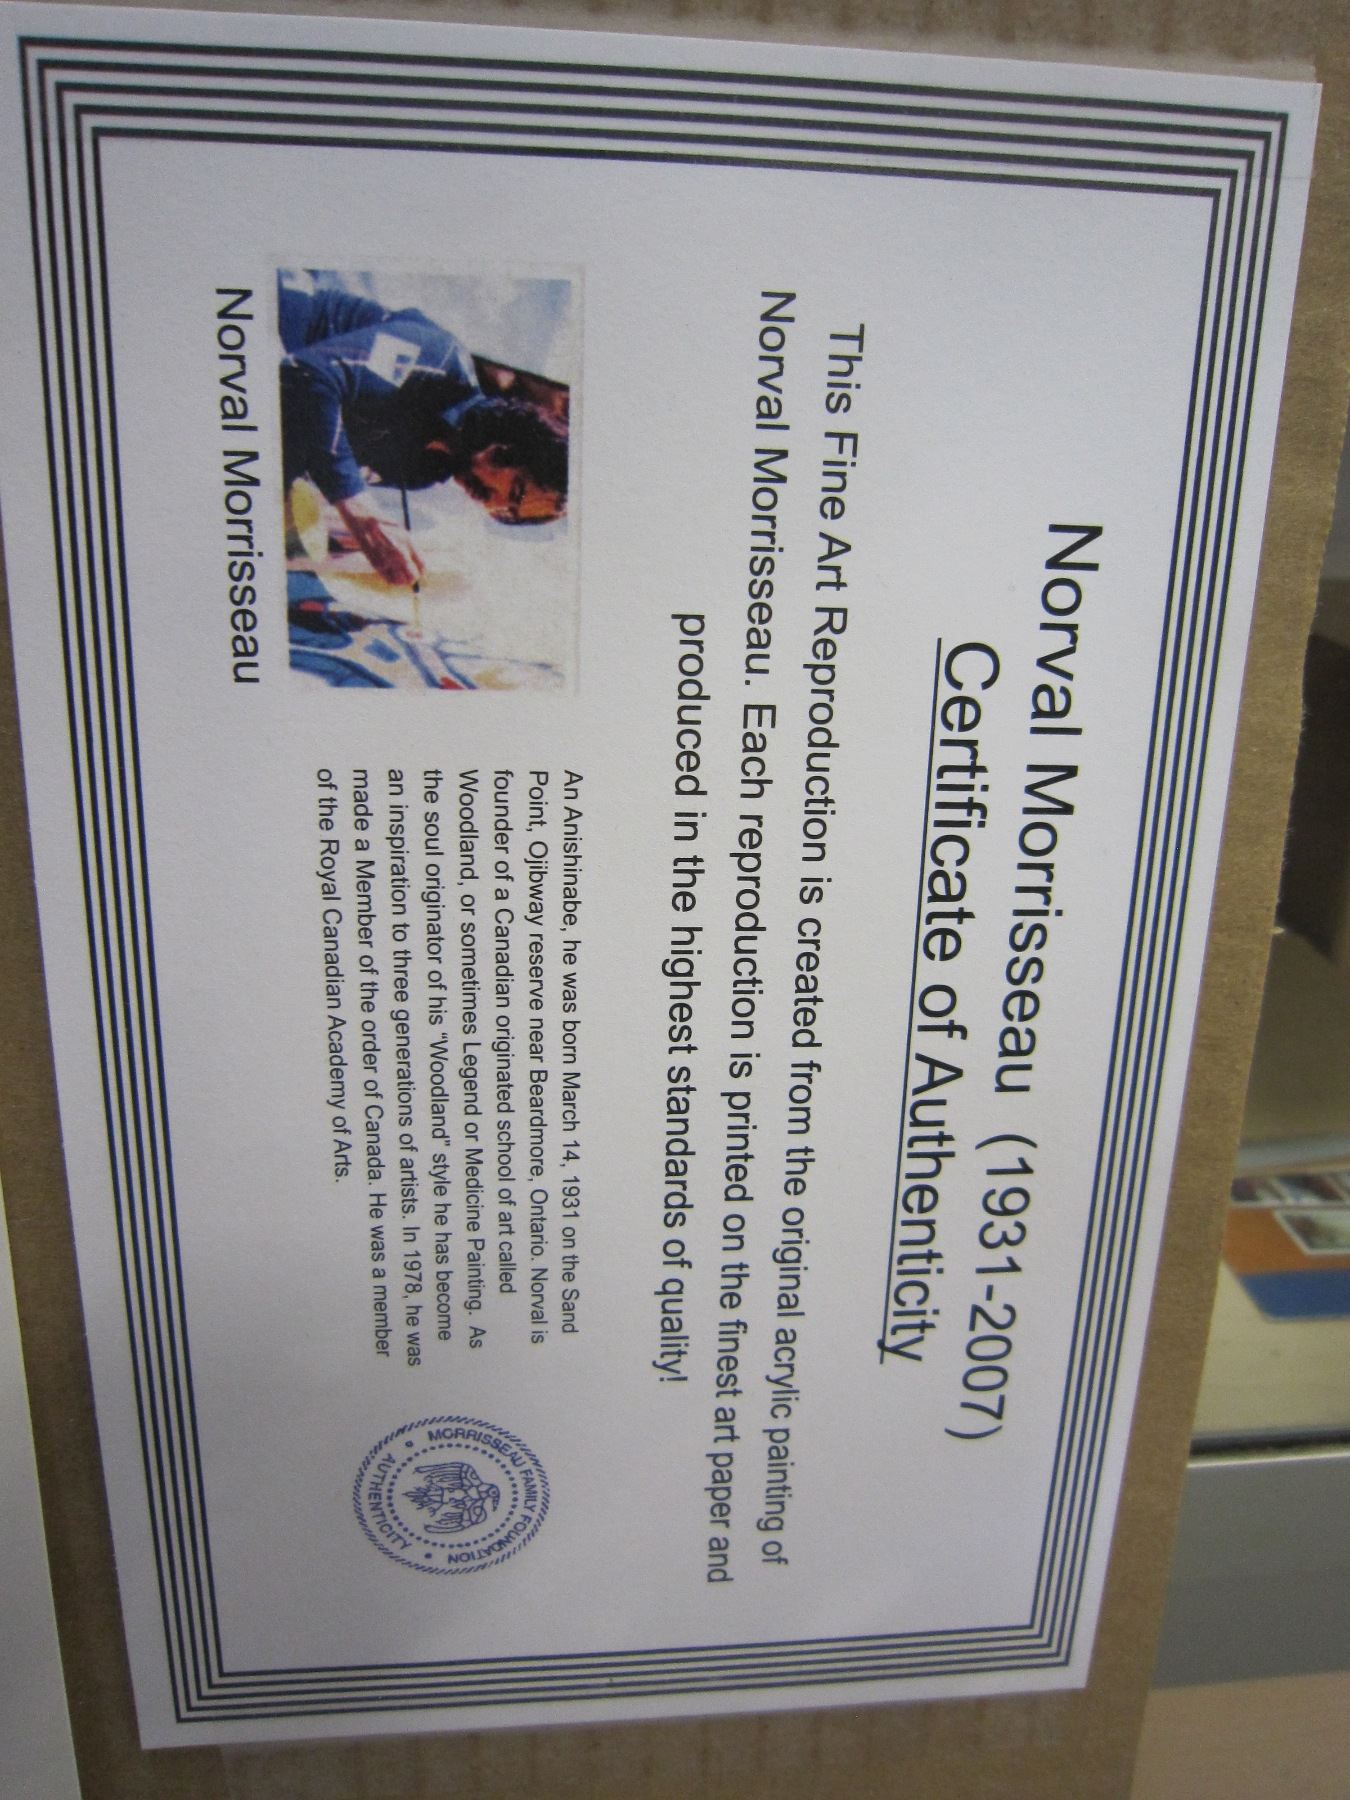 Norval Morrisseau (1931-2007)
Certificate of Authenticity
This Fine Art Reproduction is created from the original acrylic painting of
Norval Morrisseau. Each reproduction is printed on the finest art paper and
produced in the highest standards of quality!
Norval Morrisseau
An Anishinabe, he was born March 14, 1931 on the Sand
Point, Ojibway reserve near Beardmore, Ontario. Norval is
founder of a Canadian originated school of art called
Woodland, or sometimes Legend or Medicine Painting. As
the soul originator of his “Woodland” style he has become
an inspiration to three generations of artists. In 1978, he was
made a Member of the order of Canada. He was a member
of the Royal Canadian Academy of Arts.
MORRISSEAU FAMILY FOUNDATION
AUTHENTICITY